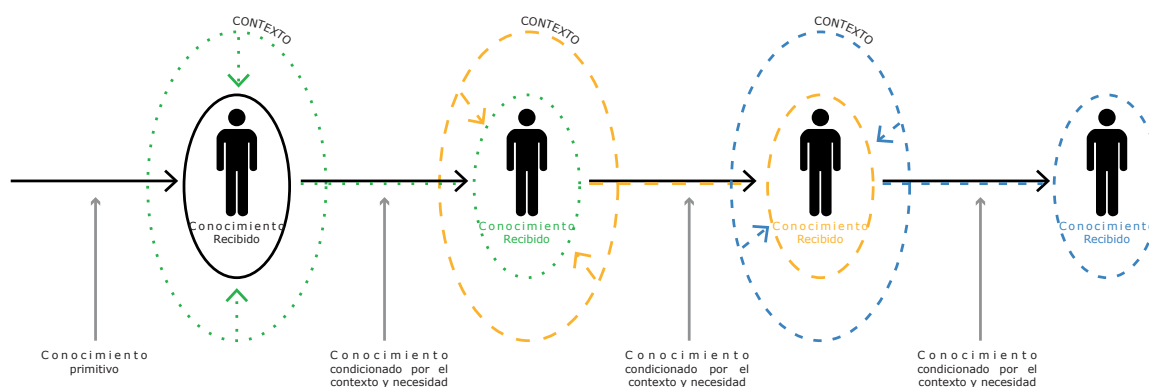 CONTEXTO
CONTEXTO
CONTEXTO
Conocimiento
Recibido
Conocimiento
Recibido
Conocimiento
Recibido
Conocimiento
Recibido
Conocimiento
primitivo
Conocimiento
condicionado por el
contexto y necesidad
Conocimiento
condicionado por el
contexto y necesidad
Conocimiento
condicionado por el
contexto y necesidad